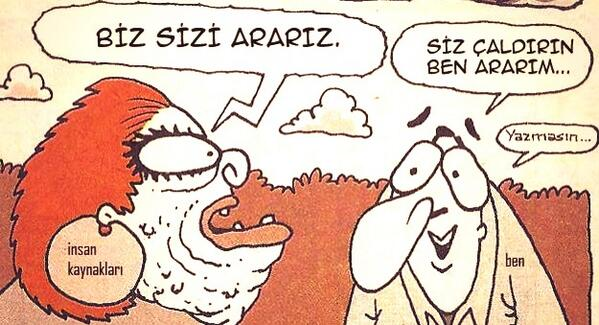 BİZ SİZİ ARARIZ.
SİZ ÇALDIRIN
BEN ARARIM...
Yazmasın...
insan
kaynakları
ben